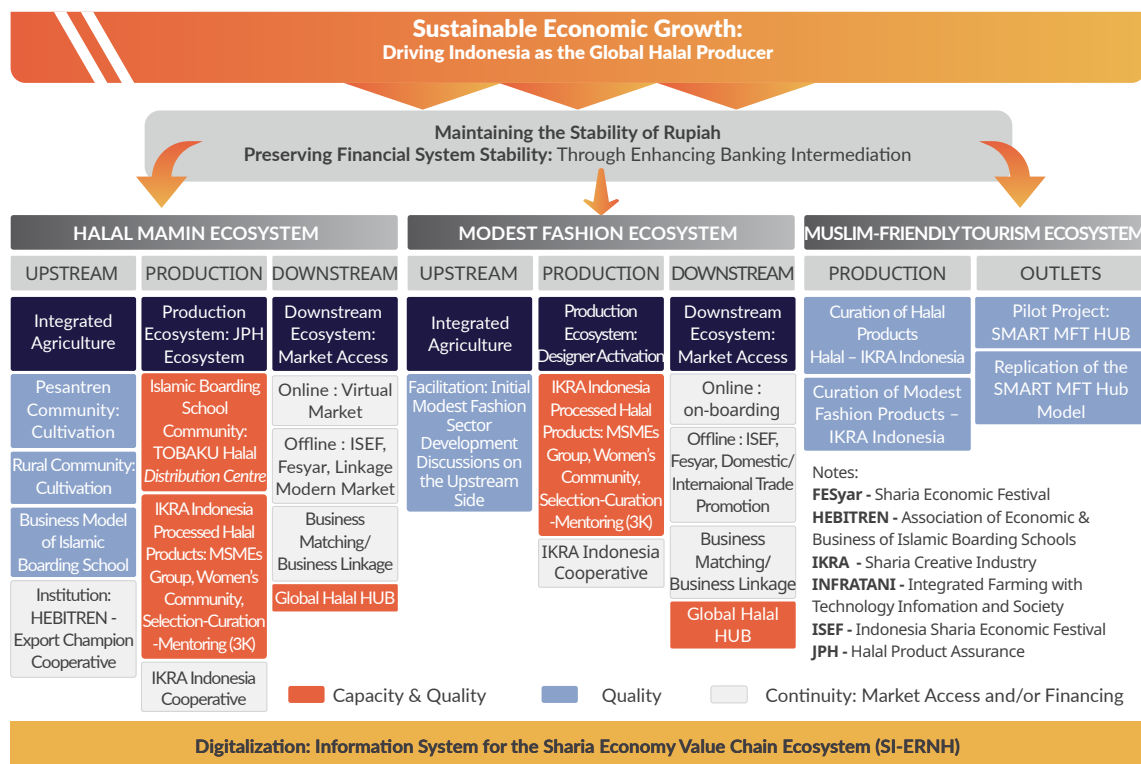 Sustainable Economic Growth:
Driving Indonesia as the Global Halal Producer
Maintaining the Stability of Rupiah
Preserving Financial System Stability: Through Enhancing Banking Intermediation
HALAL MAMIN ECOSYSTEM
UPSTREAM
Integrated
Agriculture
Pesantren
Community:
Cultivation
Rural Community:
Cultivation
Business Model
of Islamic
Boarding School
Institution:
HEBITREN -
Export Champion
Cooperative
PRODUCTION
Production
Ecosystem: JPH
Ecosystem
Islamic Boarding
School
Community:
TOBAKU Halal
Distribution Centre
IKRA Indonesia
Processed Halal
Products: MSMEs
Group, Women's
Community,
Selection-Curation
-Mentoring (3K)
IKRA Indonesia
Cooperative
DOWNSTREAM
Downstream
Ecosystem:
Market Access
Online : Virtual
Market
Offline : ISEF,
Fesyar, Linkage
Modern Market
Business
Matching/
Business Linkage
Global Halal HUB
MODEST FASHION ECOSYSTEM
UPSTREAM
Integrated
Agriculture
Facilitation: Initial
Modest Fashion
Sector
Development
Discussions on
the Upstream
Side
PRODUCTION
Production
Ecosystem:
Designer Activation
IKRA Indonesia
Processed Halal
Products: MSMEs
Group, Women's
Community,
Selection-Curation
-Mentoring (3K)
IKRA Indonesia
Cooperative
DOWNSTREAM
Downstream
Ecosystem:
Market Access
Online :
on-boarding
Offline : ISEF,
Fesyar, Domestic/
Internaional Trade
Promotion
Business
Matching/
Business Linkage
Global Halal
HUB
MUSLIM-FRIENDLY TOURISM ECOSYSTEM
PRODUCTION
Curation of Halal
Products
Halal – IKRA Indonesia
Curation of Modest
Fashion Products –
IKRA Indonesia
OUTLETS
Pilot Project:
SMART MFT HUB
Replication of the
SMART MFT Hub
Model
Notes:
FESyar - Sharia Economic Festival
HEBITREN - Association of Economic &
Business of Islamic Boarding Schools
IKRA - Sharia Creative Industry
INFRATANI - Integrated Farming with
Technology Infomation and Society
ISEF - Indonesia Sharia Economic Festival
JPH - Halal Product Assurance
Capacity & Quality
Quality
Continuity: Market Access and/or Financing
Digitalization: Information System for the Sharia Economy Value Chain Ecosystem (SI-ERNH)